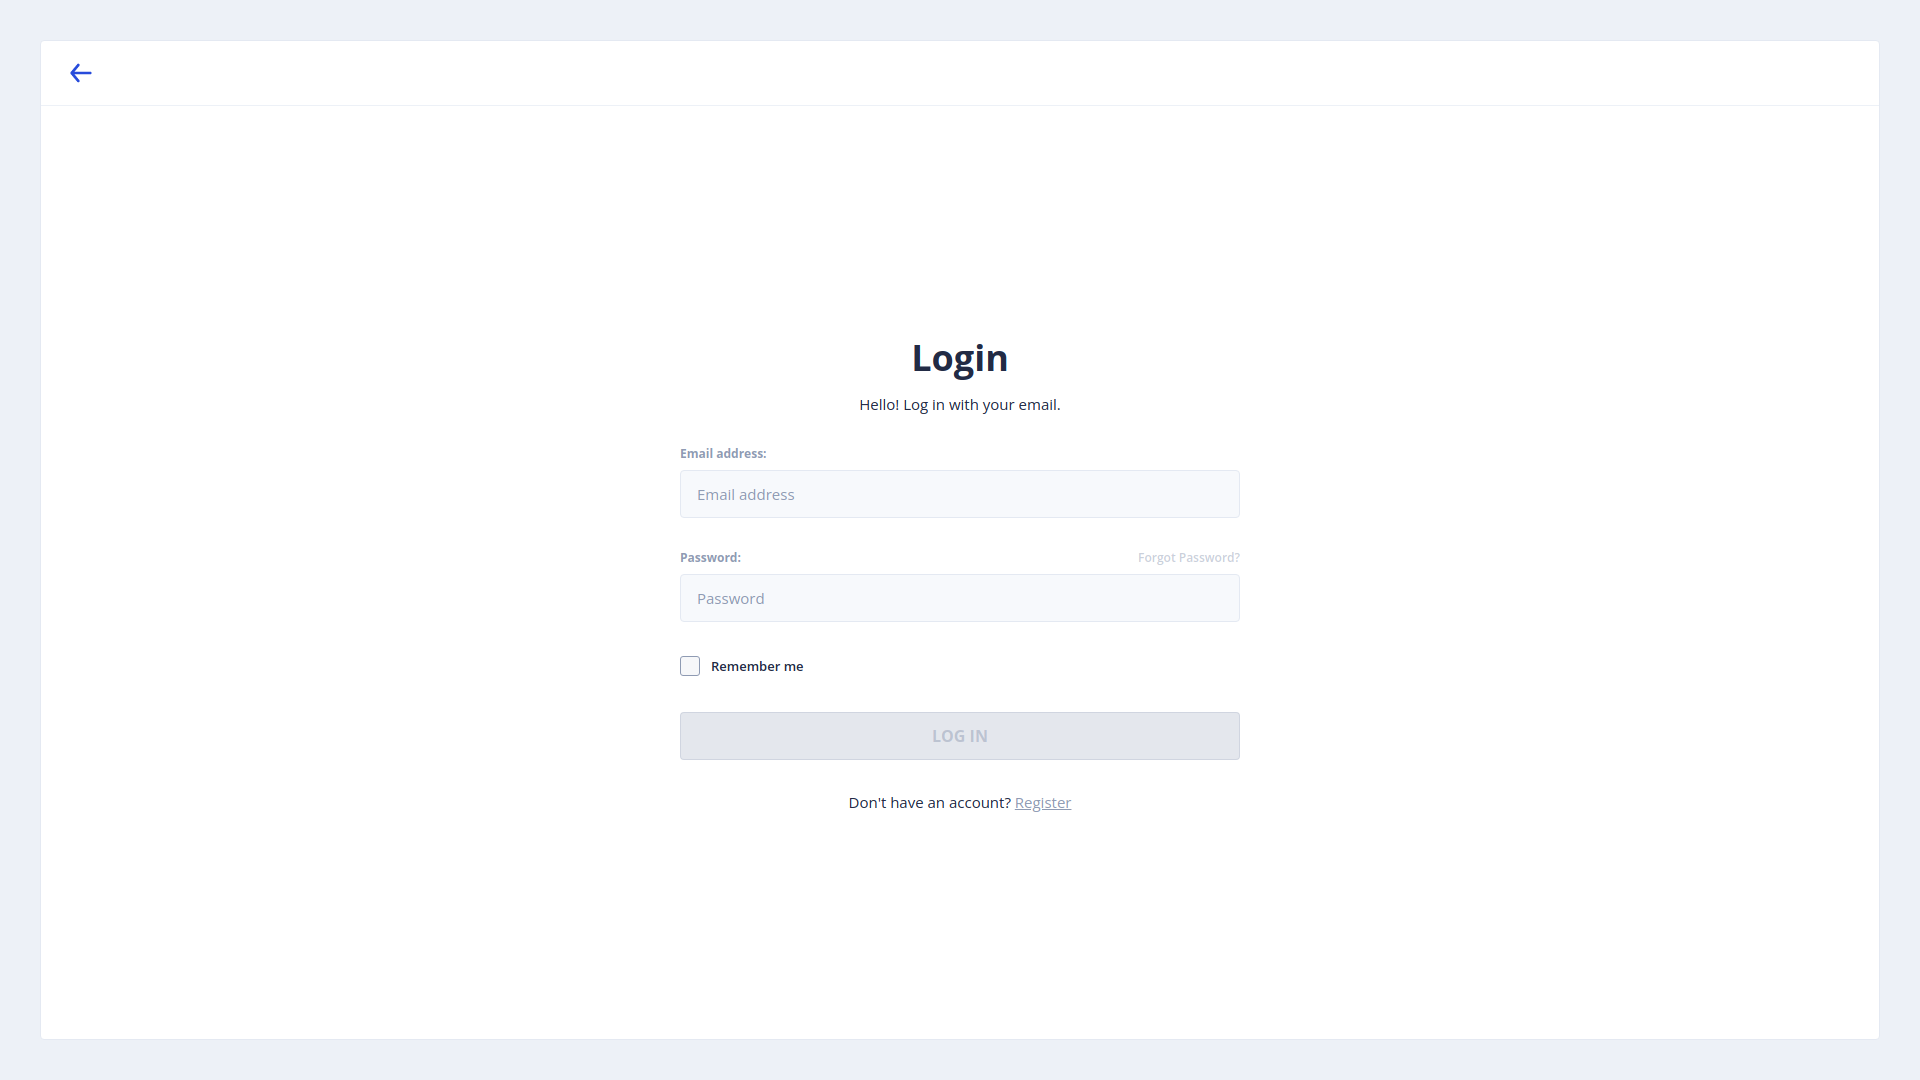 Login
Hello! Log in with your email.
Email address:
Email address
Password: Forgot Password?
Password
Remember me
LOG IN
Don't have an account? Register